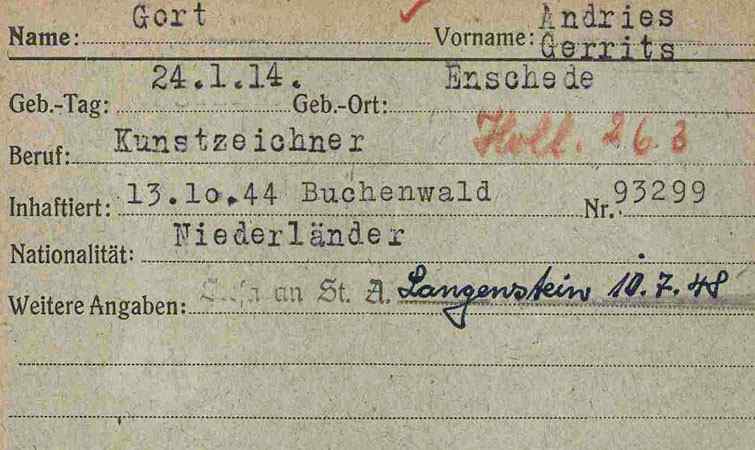 Name: Gort Vorname: Andries
Gerrits
Geb.-Tag: 24.1.14. Geb.-Ort: Enschede
Beruf: Kunstzeichner Holl. 26.3
Inhaftiert: 13.1o.44 Buchenwald Nr. 93299
Nationalität: Niederländer
Weitere Angaben: an St. A. Langenstein 10.7.48